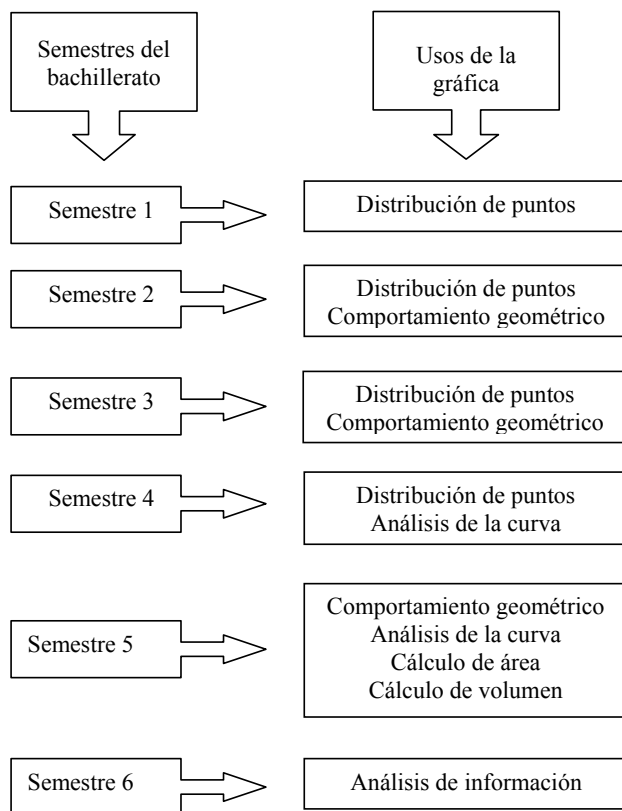 Semestres del
bachillerato
Usos de la
gráfica
Semestre 1
Distribución de puntos
Semestre 2
Distribución de puntos
Comportamiento geométrico
Semestre 3
Distribución de puntos
Comportamiento geométrico
Semestre 4
Distribución de puntos
Análisis de la curva
Semestre 5
Comportamiento geométrico
Análisis de la curva
Cálculo de área
Cálculo de volumen
Semestre 6
Análisis de información